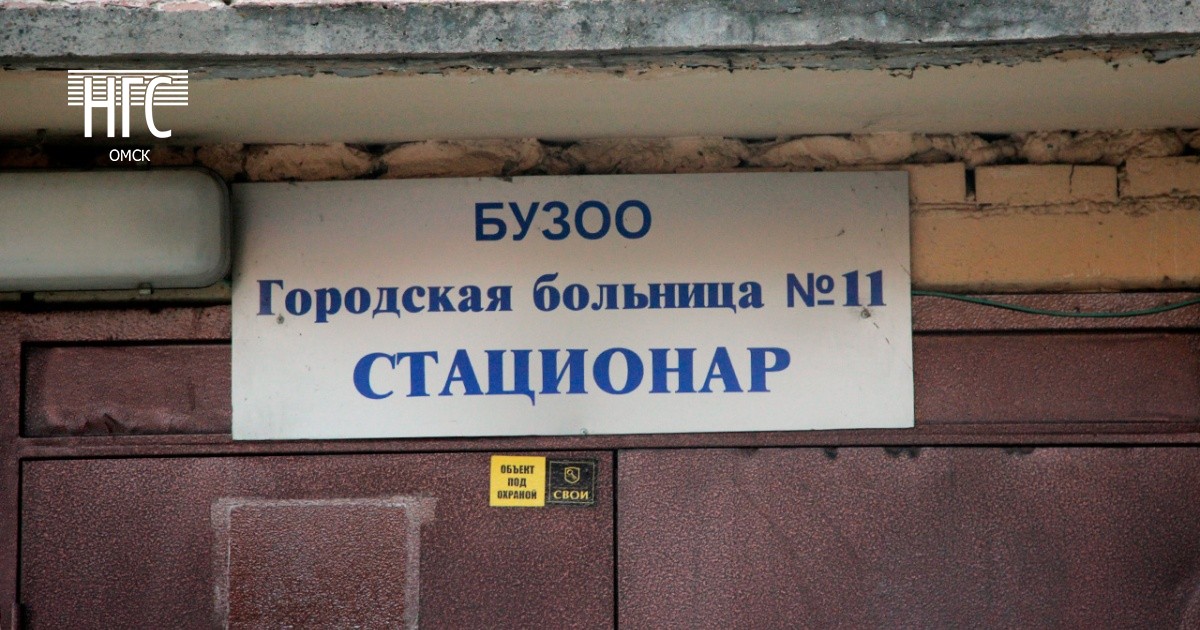 НГС
ОМСК
БУЗОО
Городская больница №11
СТАЦИОНАР
ОБЪЕКТ
ПОД
ОХРАНОЙ
СВОИ